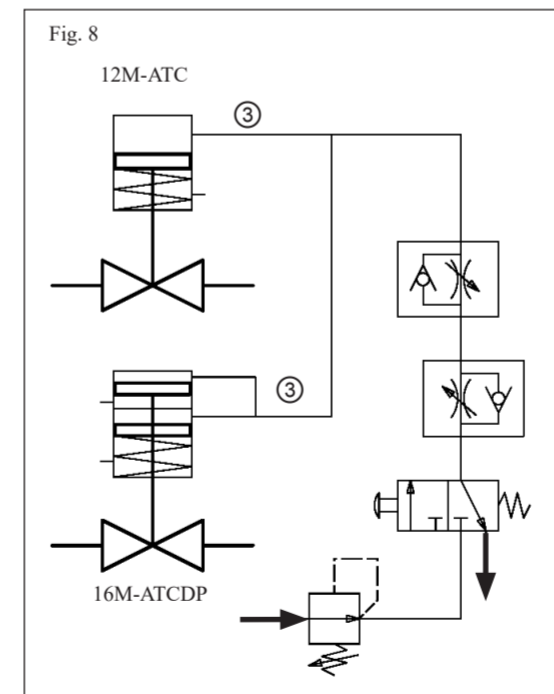 Fig. 8
12M-ATC
③
③
16M-ATCDP